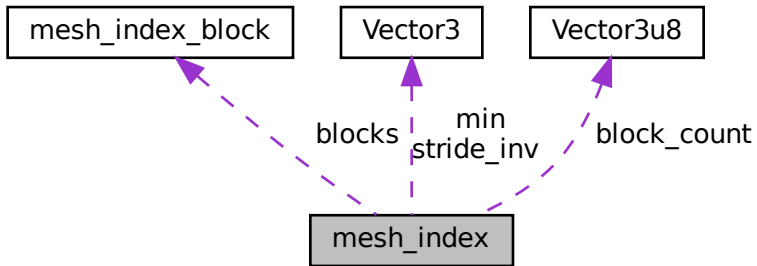 mesh_index_block
Vector3
Vector3u8
blocks
min
stride_inv
block_count
mesh_index